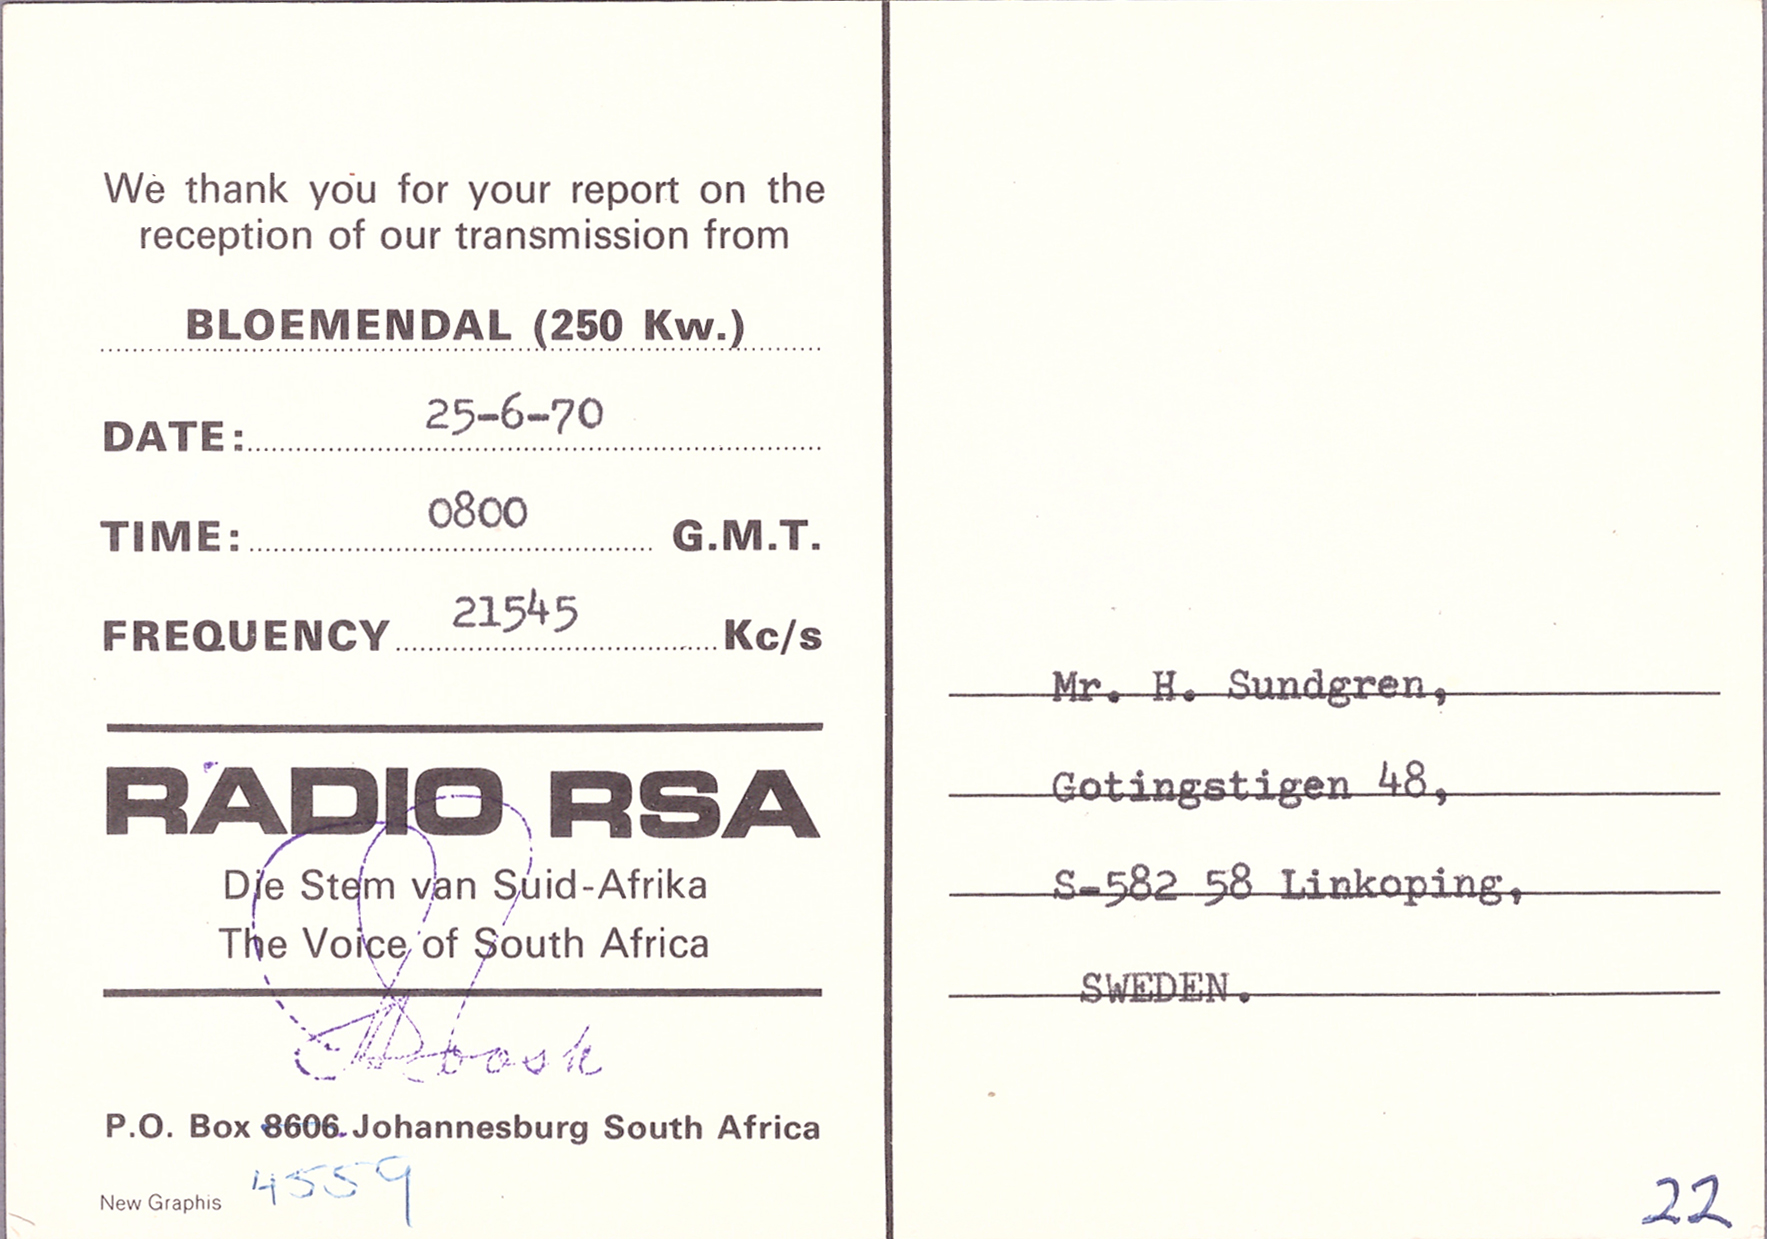 We thank you for your report on the
reception of our transmission from
BLOEMENDAL (250 Kw.)
DATE: 25-6-70
TIME: 0800 G.M.T.
FREQUENCY 21545 Kc/s
RADIO RSA
Die Stem van Suid-Afrika
The Voice of South Africa
P.O. Box 8606. Johannesburg South Africa
4559
New Graphis
Mr. H. Sundgren,
Gotingstigen 48,
S-582 58 Linkoping,
SWEDEN.
22